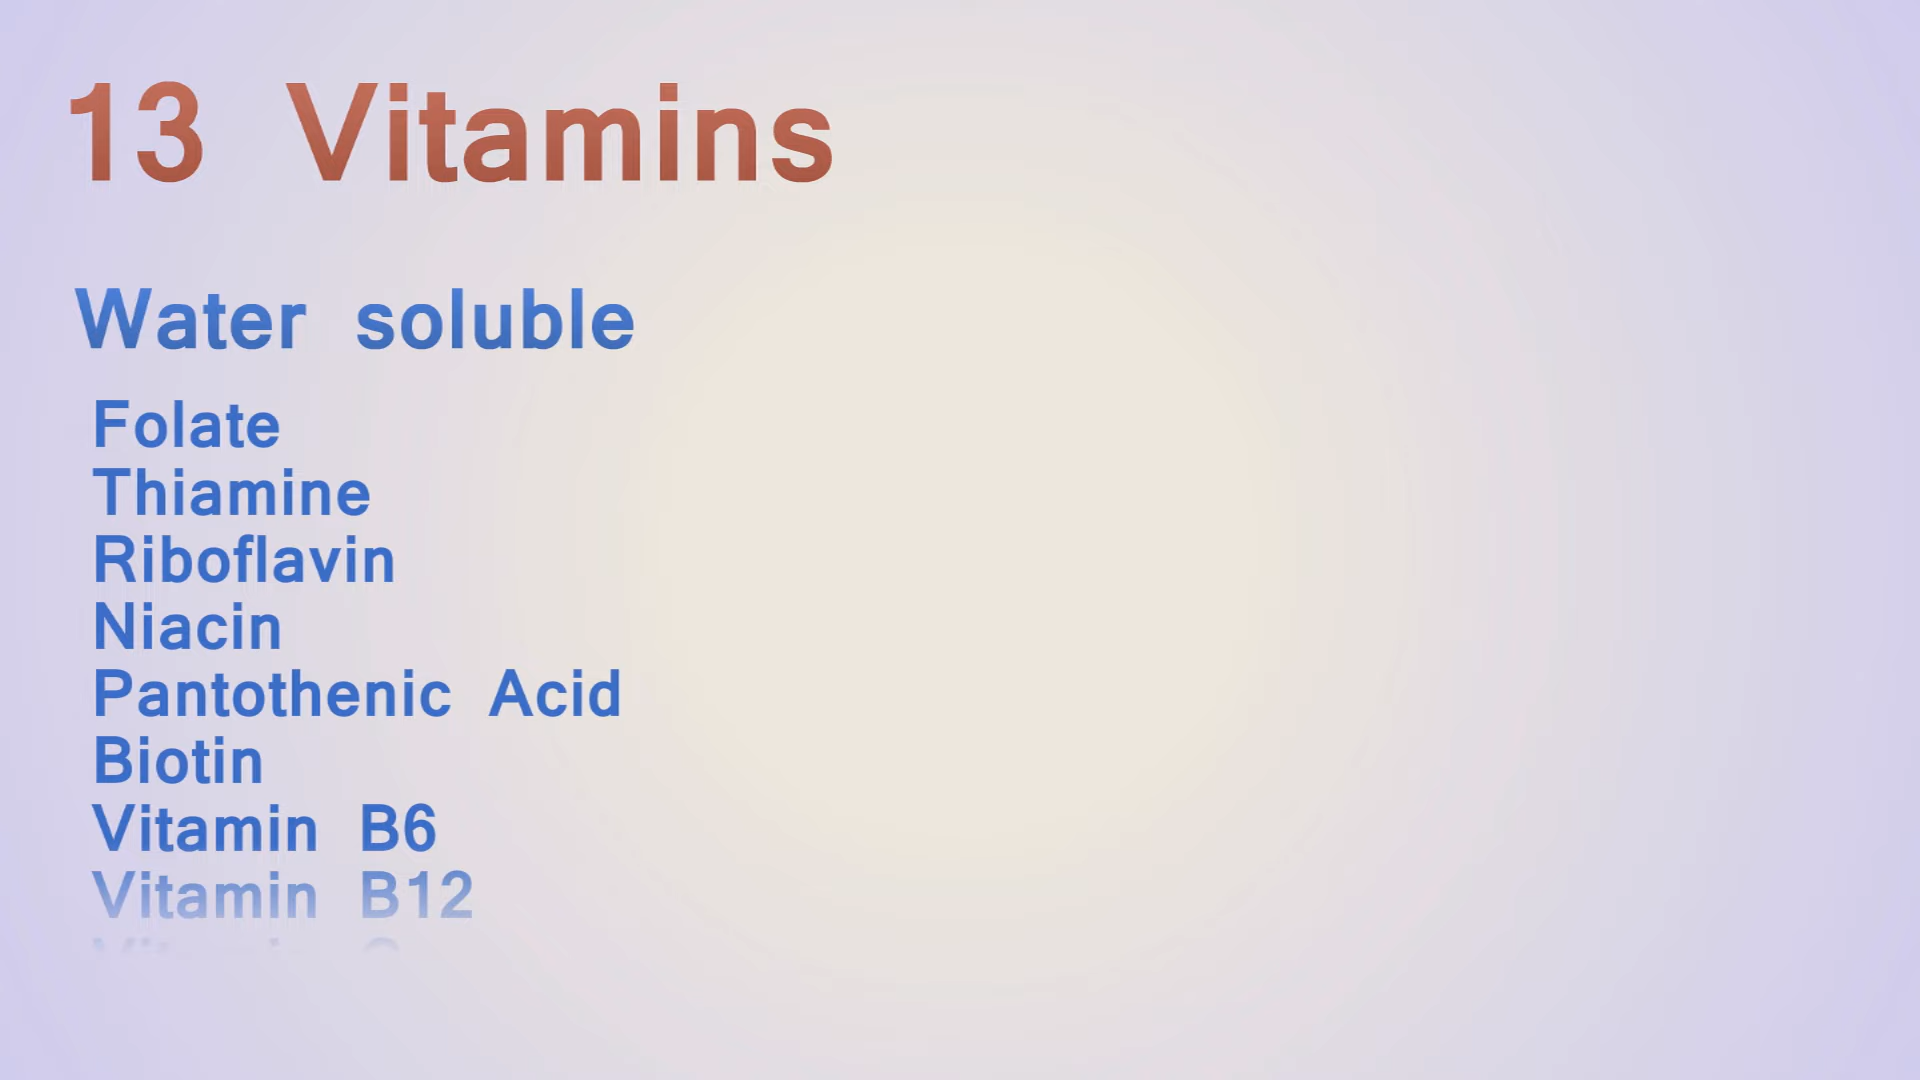 13 Vitamins
Water soluble
Folate
Thiamine
Riboflavin
Niacin
Pantothenic Acid
Biotin
Vitamin B6
Vitamin B12